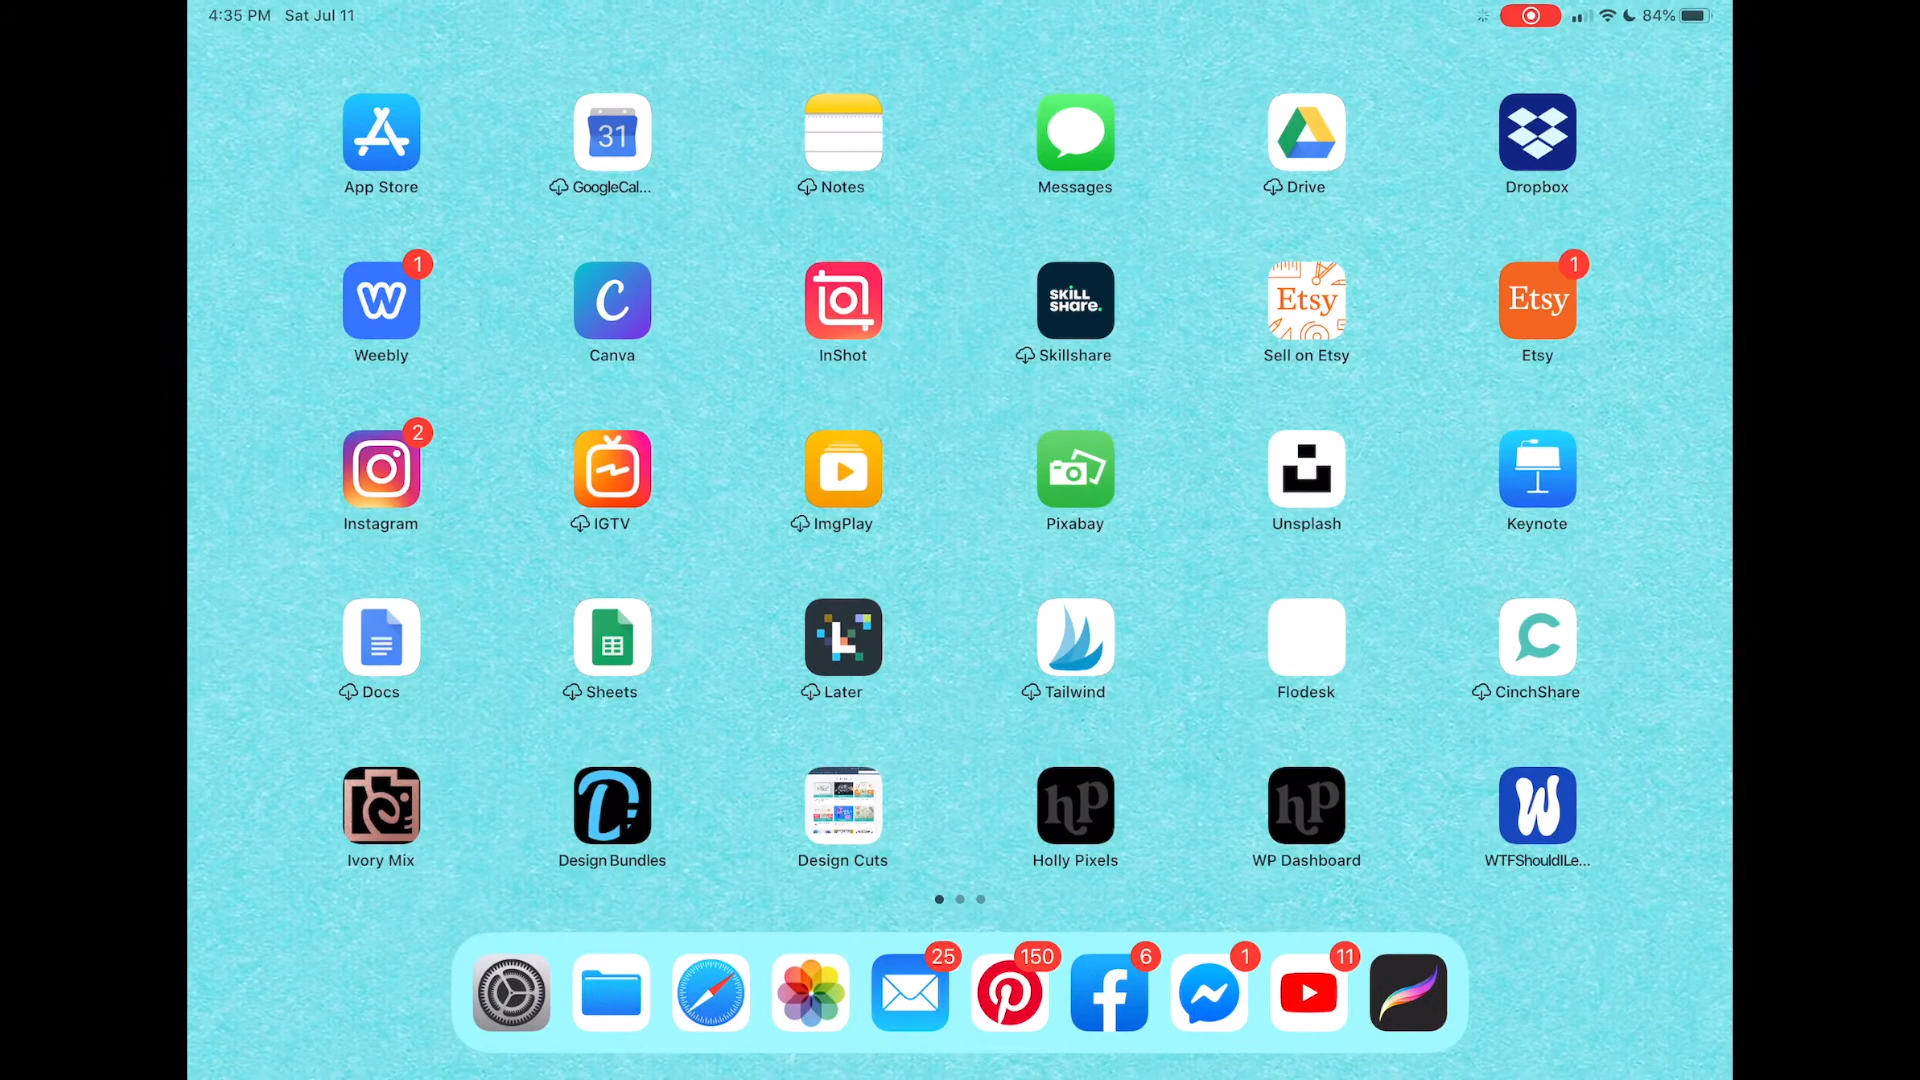 4:35 PM Sat Jul 11 84%
31
App Store GoogleCal... Notes Messages Drive Dropbox
1 1
SKILL
SHARE.
Etsy Etsy
Weebly Canva InShot Skillshare Sell on Etsy Etsy
2
Instagram IGTV ImgPlay Pixabay Unsplash Keynote
L
Docs Sheets Later Tailwind Flodesk CinchShare
hp hp
Ivory Mix Design Bundles Design Cuts Holly Pixels WP Dashboard WTFShouldILe...
25 150 6 1 11